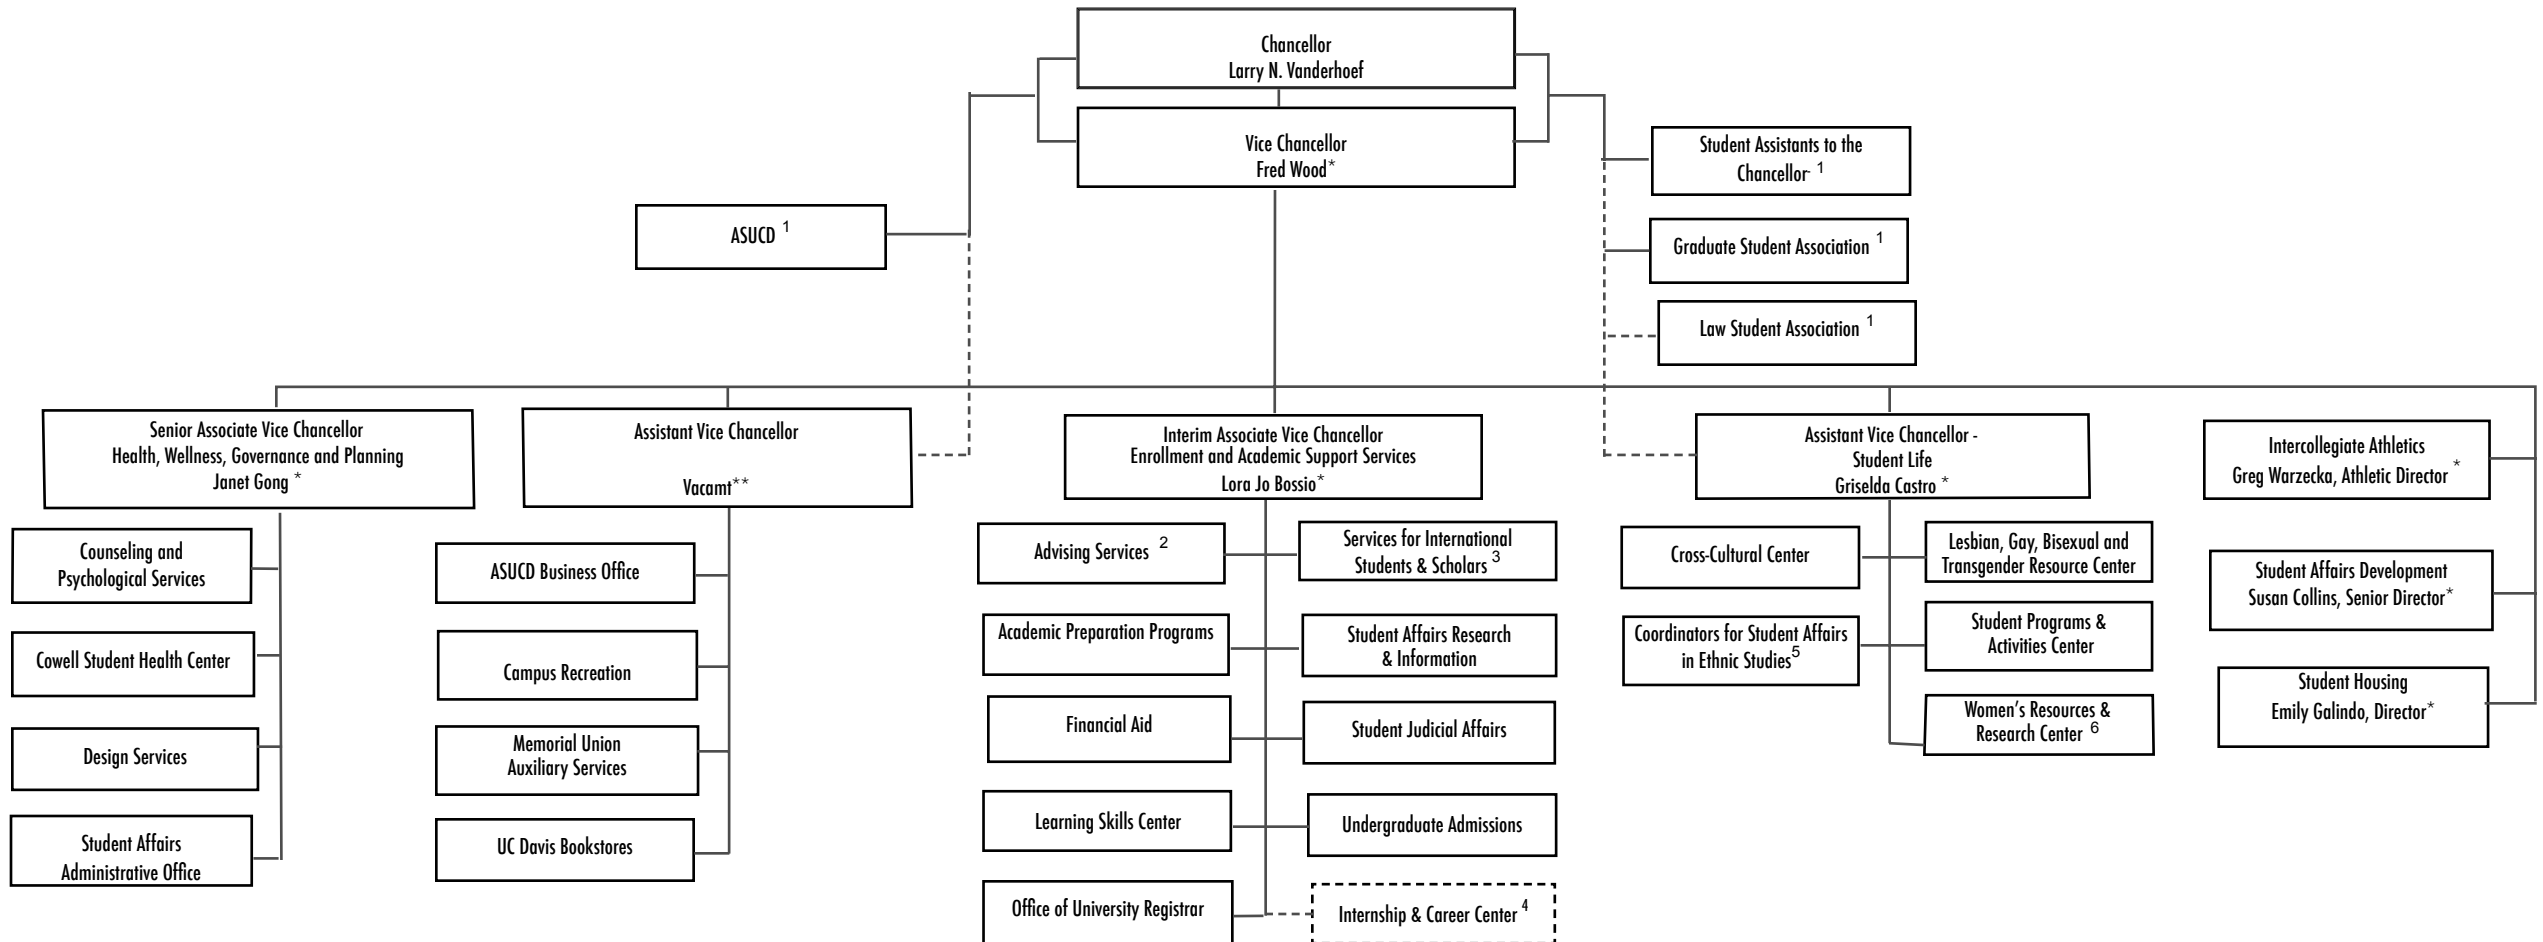 Chancellor
Larry N. Vanderhoef
Vice Chancellor
Fred Wood*
Student Assistants to the
Chancellor- 1
ASUCD 1
Graduate Student Association 1
Law Student Association 1
Senior Associate Vice Chancellor
Health, Wellness, Governance and Planning
Janet Gong *
Assistant Vice Chancellor
Vacamt**
Interim Associate Vice Chancellor
Enrollment and Academic Support Services
Lora Jo Bossio*
Assistant Vice Chancellor -
Student Life
Griselda Castro *
Intercollegiate Athletics
Greg Warzecka, Athletic Director *
Counseling and
Psychological Services
Cowell Student Health Center
Design Services
Student Affairs
Administrative Office
ASUCD Business Office
Campus Recreation
Memorial Union
Auxiliary Services
UC Davis Bookstores
Advising Services 2
Services for International
Students & Scholars 3
Academic Preparation Programs
Student Affairs Research
& Information
Financial Aid
Student Judicial Affairs
Learning Skills Center
Undergraduate Admissions
Office of University Registrar
Internship & Career Center 4
Cross-Cultural Center
Lesbian, Gay, Bisexual and
Transgender Resource Center
Coordinators for Student Affairs
in Ethnic Studies5
Student Programs &
Activities Center
Women's Resources &
Research Center 6
Student Affairs Development
Susan Collins, Senior Director*
Student Housing
Emily Galindo, Director*